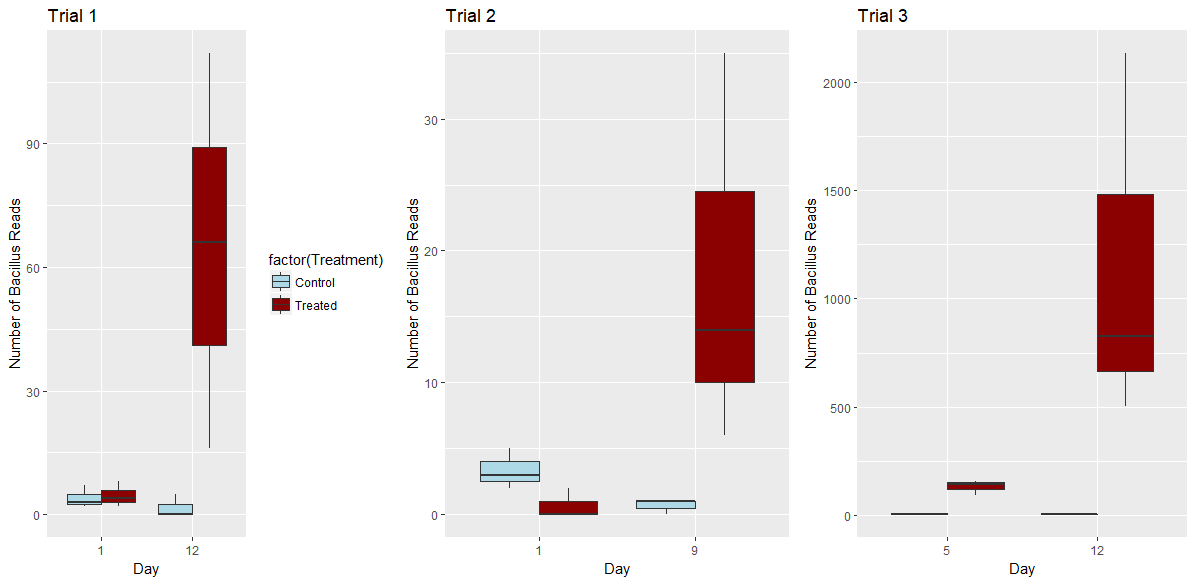 Trial 1
Number of Bacillus Reads
90
60
30
0
1 12
Day
factor(Treatment)
Control
Treated
Trial 2
Number of Bacillus Reads
30
20
10
0
1 9
Day
Trial 3
Number of Bacillus Reads
2000
1500
1000
500
0
5 12
Day